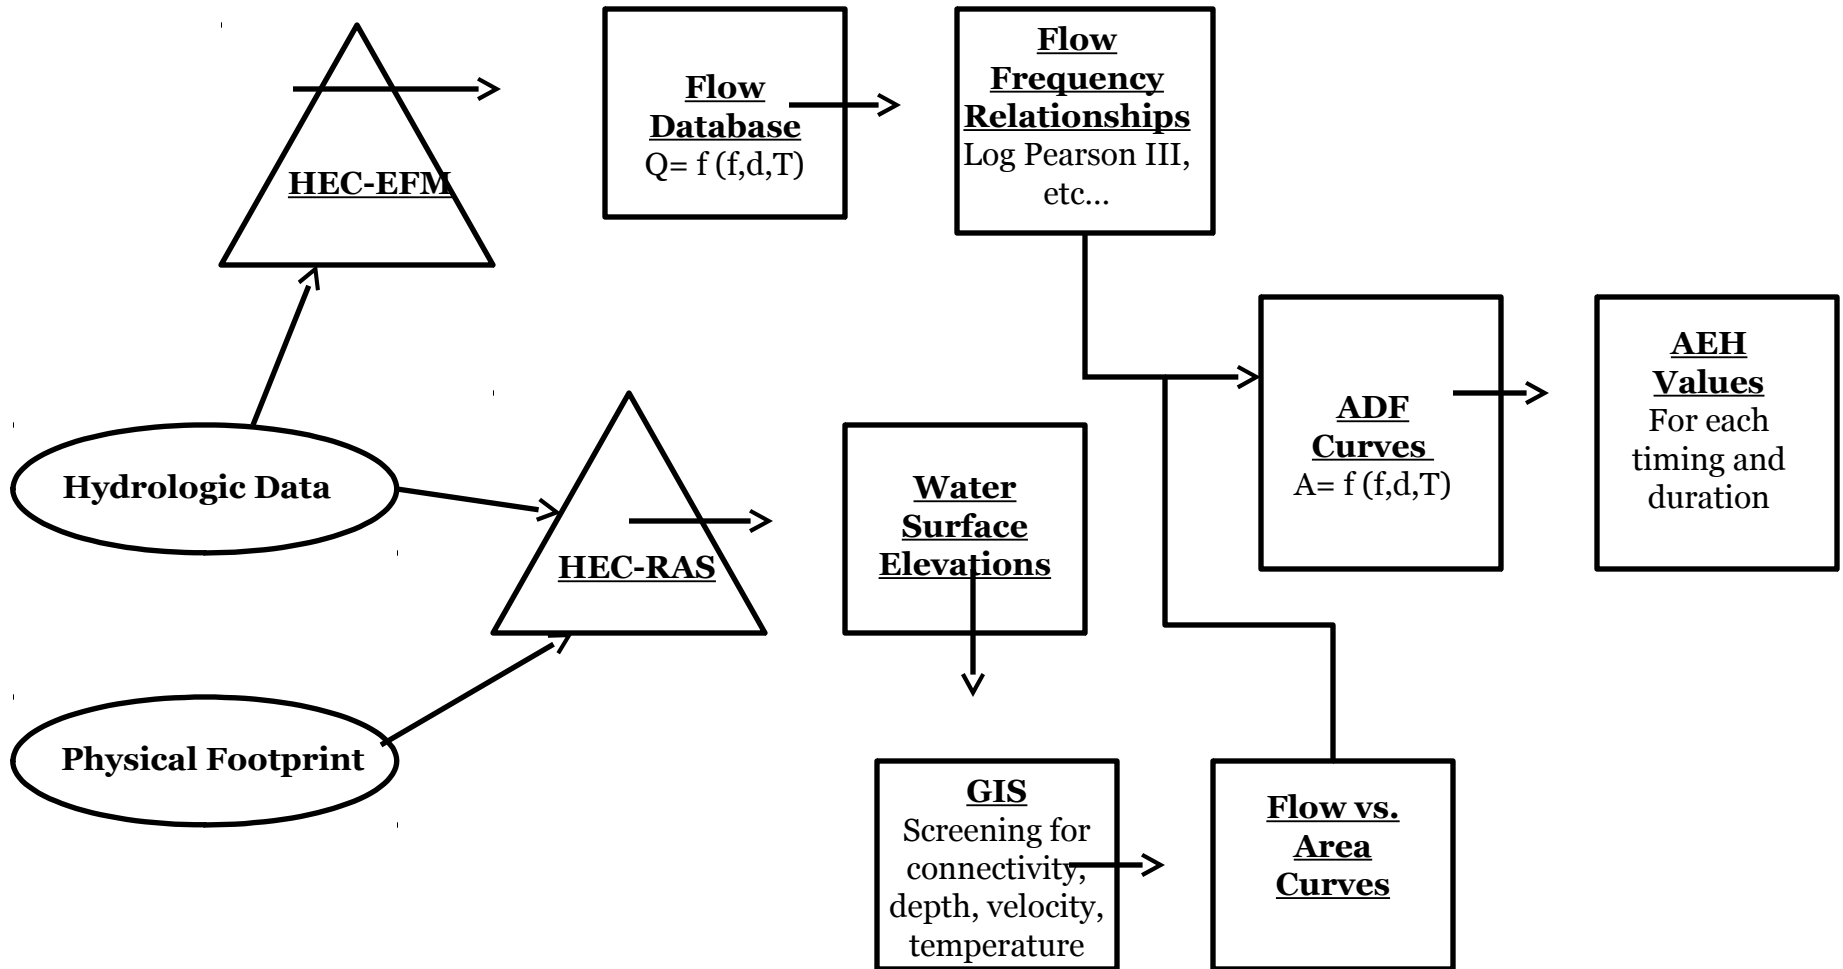 Flow
Database
Q= f (f,d,T)
Flow
Frequency
Relationships
Log Pearson III,
etc...
HEC-EFM
AEH
Values
For each
timing and
duration
ADF
Curves
A= f (f,d,T)
Hydrologic Data
Water
Surface
Elevations
HEC-RAS
Physical Footprint
GIS
Screening for
connectivity,
depth, velocity,
temperature
Flow vs.
Area
Curves